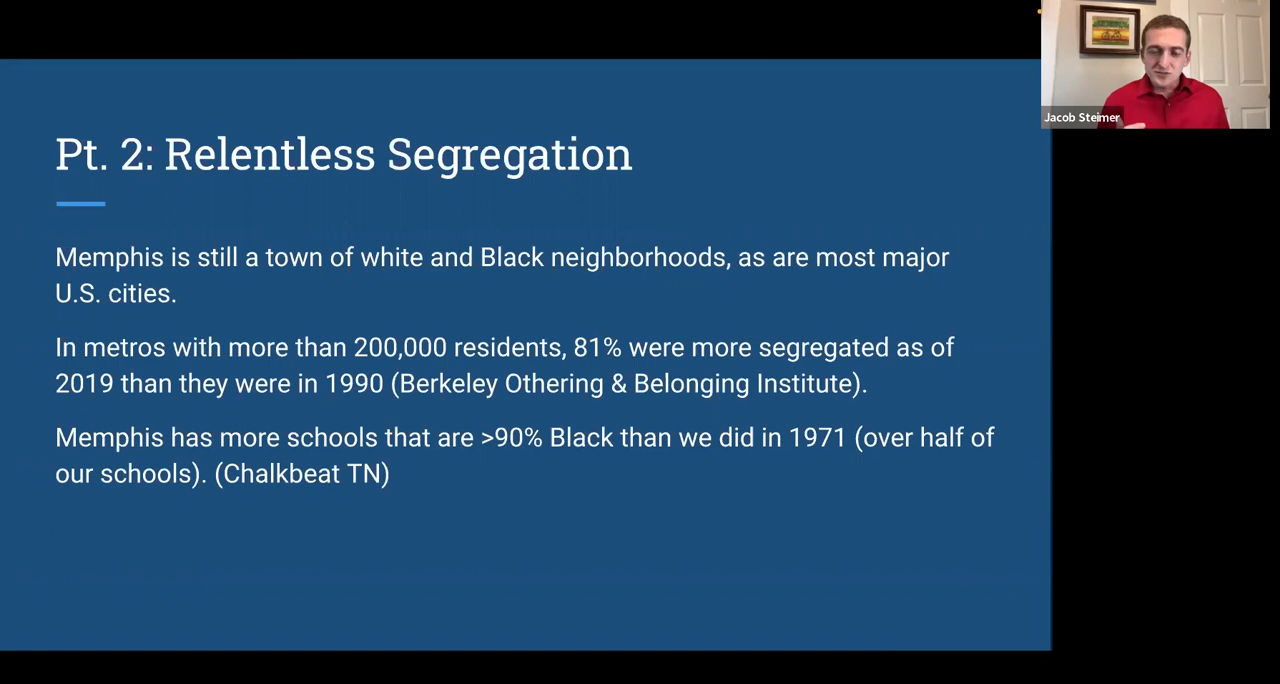 Jacob Steimer
Pt. 2: Relentless Segregation
Memphis is still a town of white and Black neighborhoods, as are most major
U.S. cities.
In metros with more than 200,000 residents, 81% were more segregated as of
2019 than they were in 1990 (Berkeley Othering & Belonging Institute).
Memphis has more schools that are >90% Black than we did in 1971 (over half of
our schools). (Chalkbeat TN)